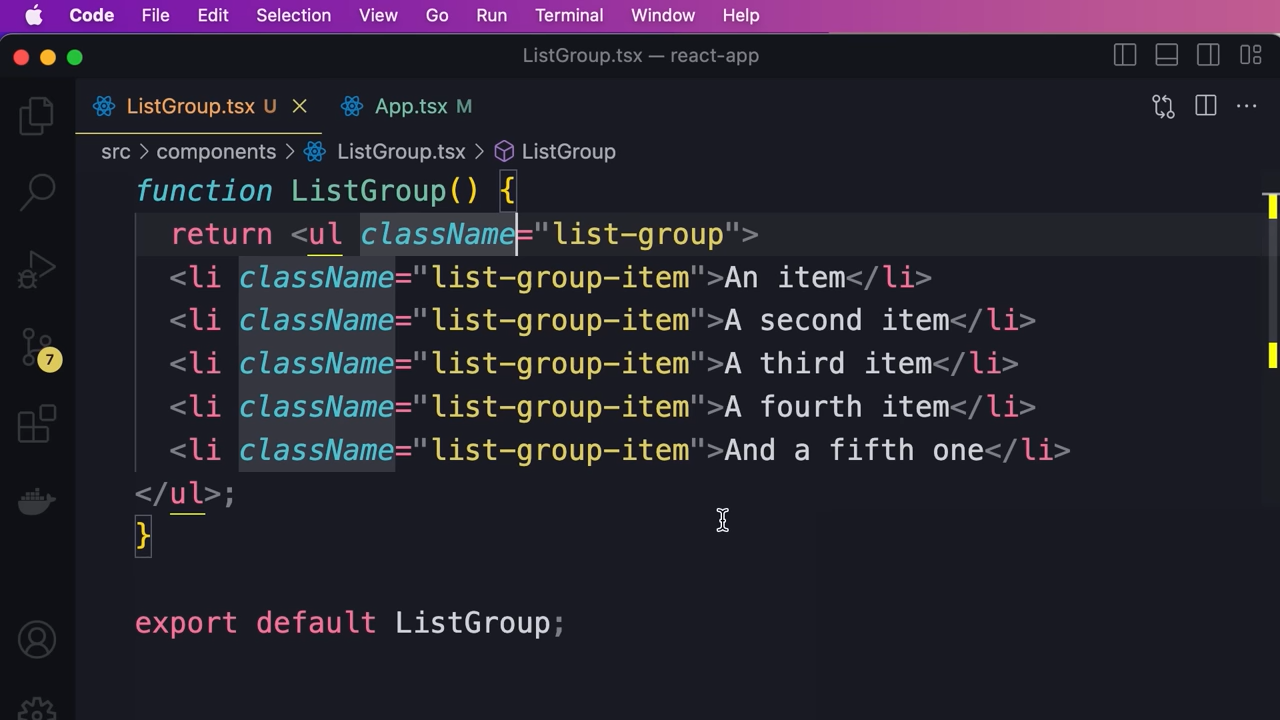 Code File Edit Selection View Go Run Terminal Window Help
ListGroup.tsx — react-app
ListGroup.tsx U App.tsx M
src > components > ListGroup.tsx > ListGroup
function ListGroup() {
return <ul className="list-group">
<li className="list-group-item">An item</li>
<li className="list-group-item">A second item</li>
<li className="list-group-item">A third item</li>
<li className="list-group-item">A fourth item</li>
7
<li className="list-group-item">And a fifth one</li>
</ul>;
}
export default ListGroup;